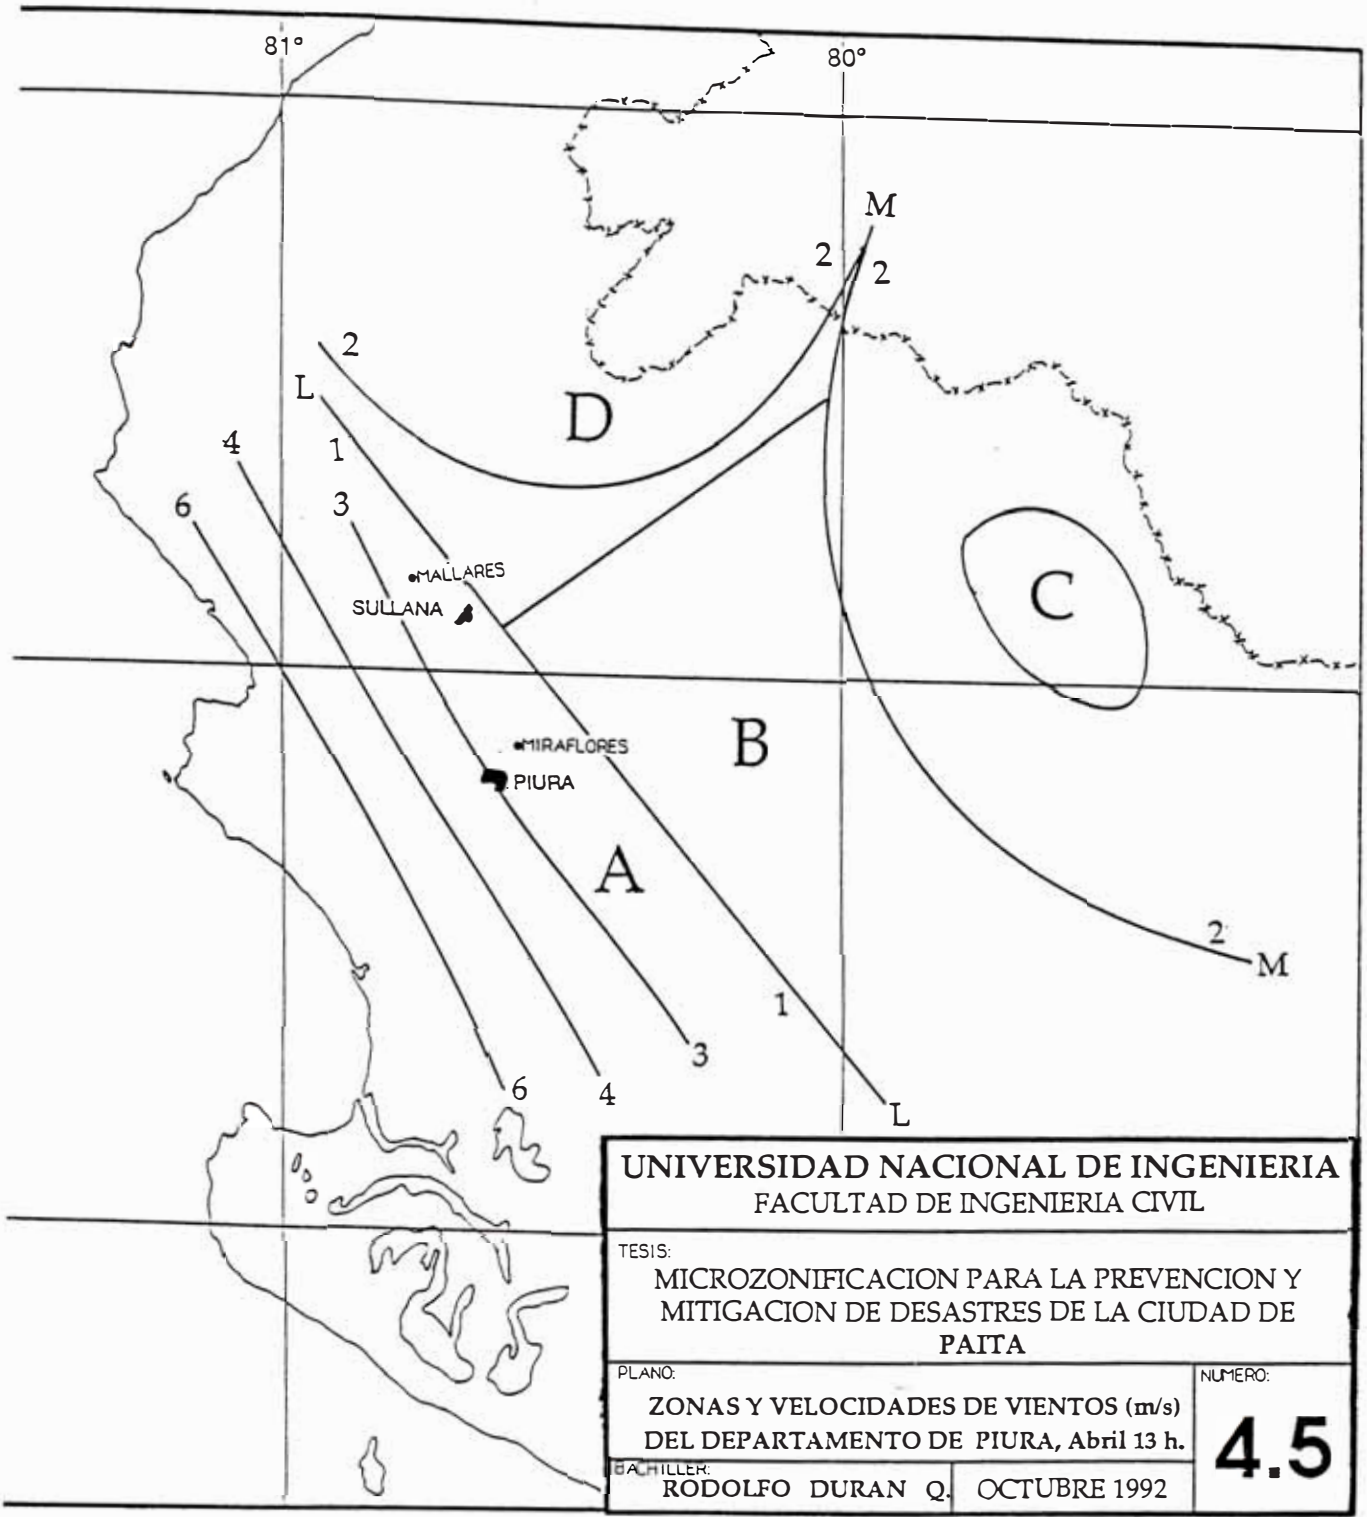 81°
80°
M
2
2
2
L
D
4
1
6
3
C
MALLARES
SULLANA
B
MIRAFLORES
PIURA
A
2
M
1
3
6
4
L
UNIVERSIDAD NACIONAL DE INGENIERIA
FACULTAD DE INGENIERIA CIVIL
TESIS:
MICROZONIFICACION PARA LA PREVENCION Y
MITIGACION DE DESASTRES DE LA CIUDAD DE
PAITA
PLANO:
ZONAS Y VELOCIDADES DE VIENTOS (m/s)
DEL DEPARTAMENTO DE PIURA, Abril 13 h.
NUMERO:
4.5
BACHILLER:
RODOLFO DURAN Q.
OCTUBRE 1992